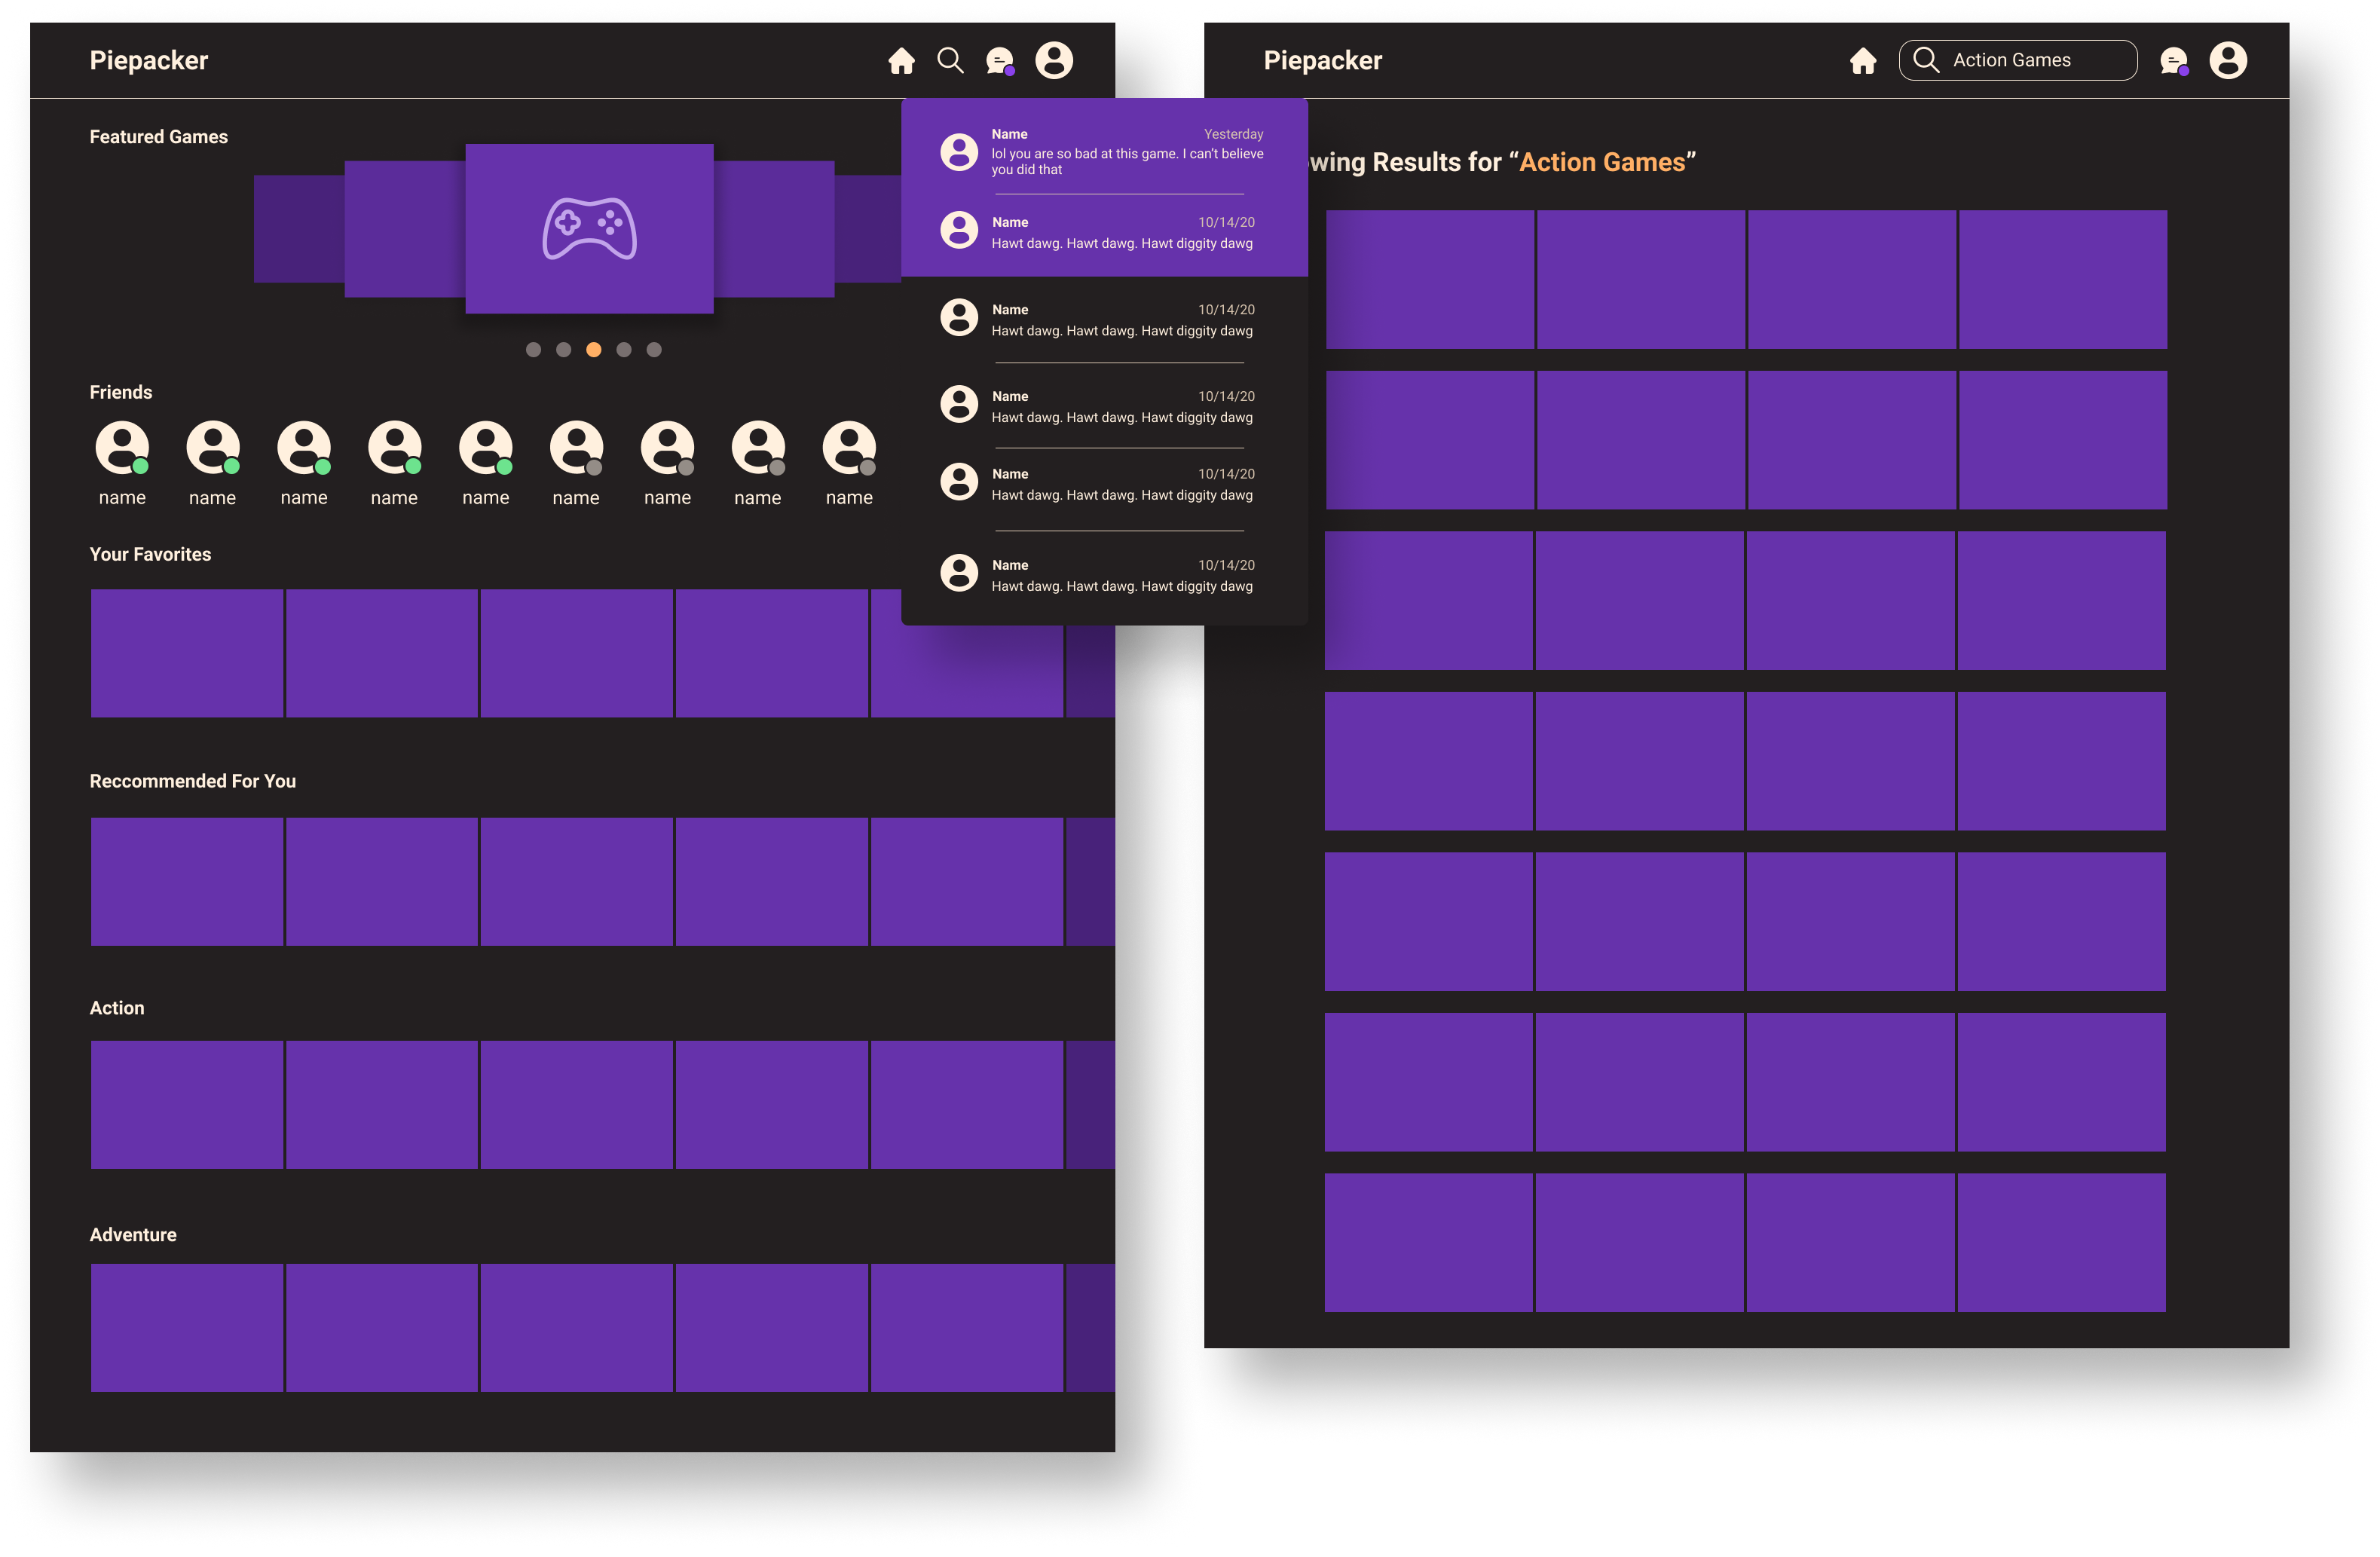 Piepacker
Featured Games
Friends
name name name name name name name name name
Your Favorites
Reccommended For You
Action
Adventure
Name Yesterday
lol you are so bad at this game. I can’t believe
you did that
Name 10/14/20
Hawt dawg. Hawt dawg. Hawt diggity dawg
Name 10/14/20
Hawt dawg. Hawt dawg. Hawt diggity dawg
Name 10/14/20
Hawt dawg. Hawt dawg. Hawt diggity dawg
Name 10/14/20
Hawt dawg. Hawt dawg. Hawt diggity dawg
Name 10/14/20
Hawt dawg. Hawt dawg. Hawt diggity dawg
Piepacker
Action Games
wing Results for “Action Games”